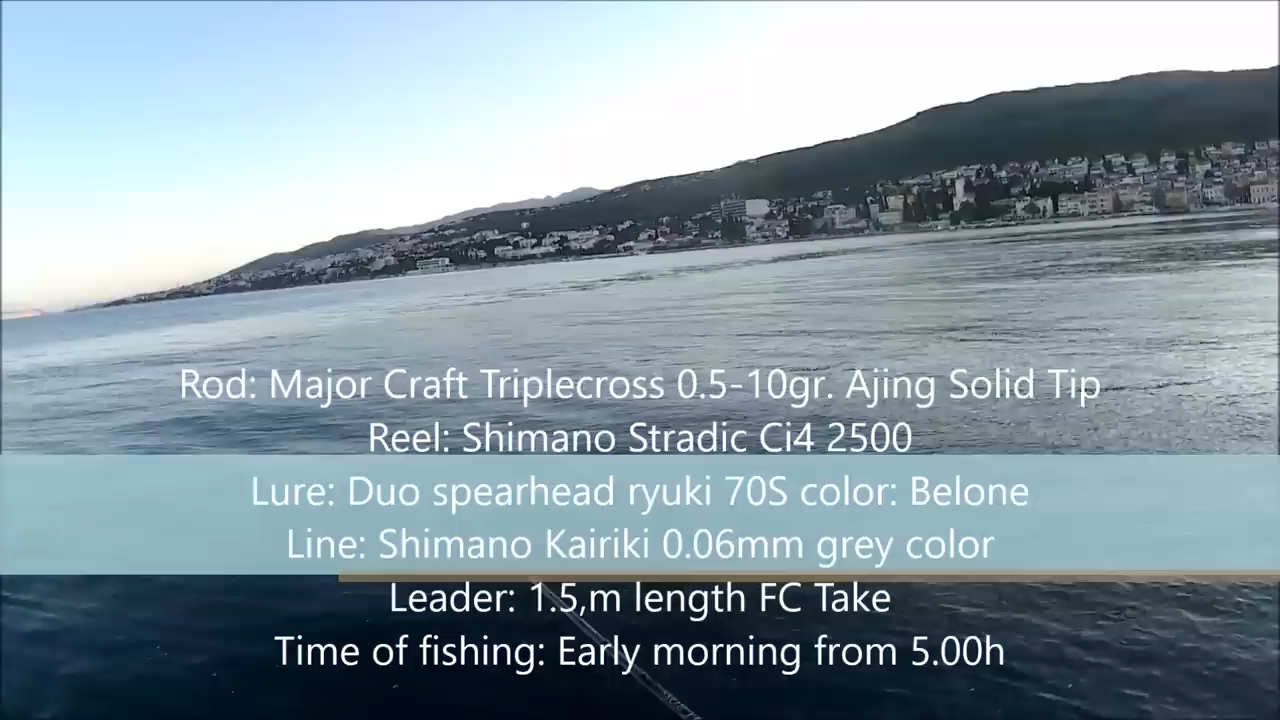 Rod: Major Craft Triplecross 0.5-10gr. Ajing Solid Tip
Reel: Shimano Stradic Ci4 2500
Lure: Duo spearhead ryuki 70S color: Belone
Line: Shimano Kairiki 0.06mm grey color
Leader: 1.5,m length FC Take
Time of fishing: Early morning from 5.00h